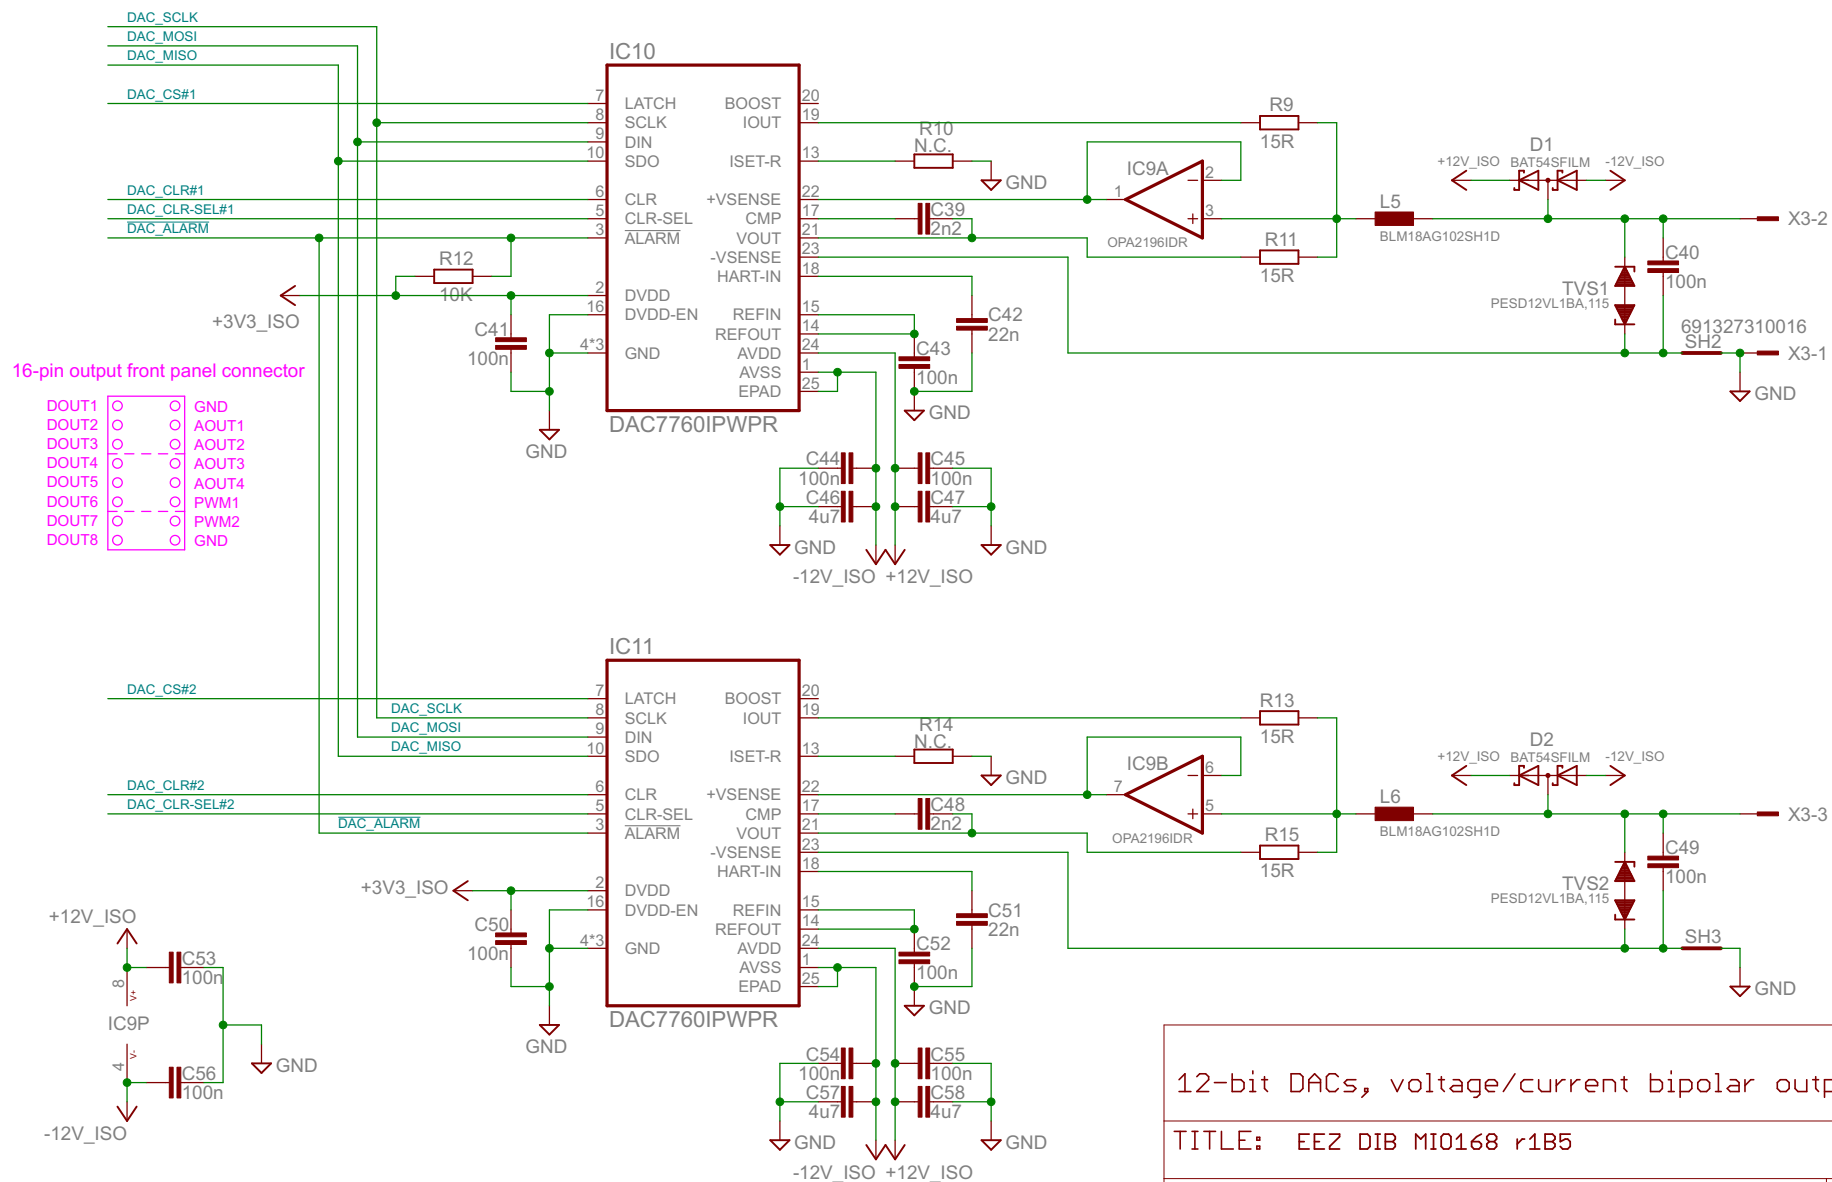 DAC_SCLK
DAC_MOSI
DAC_MISO
DAC_CS#1
DAC_CLR#1
DAC_CLR-SEL#1
DAC_ALARM
R12
10K
+3V3_ISO
C41
100n
GND
IC10
7 LATCH BOOST 20
8 SCLK IOUT 19
9 DIN
10 SDO ISET-R 13
6 CLR +VSENSE 22
5 CLR-SEL CMP 17
3 ALARM VOUT 21
-VSENSE 23
HART-IN 18
2 DVDD
16 DVDD-EN REFIN 15
REFOUT 14
4*3 GND AVDD 24
AVSS 1
EPAD 25
DAC7760IPWPR
R10
N.C.
GND
R9
15R
IC9A
1
2
3
OPA2196IDR
C39
2n2
R11
15R
C42
22n
C43
100n
GND
D1
+12V_ISO BAT54SFILM -12V_ISO
L5
BLM18AG102SH1D
X3-2
C40
100n
TVS1
PESD12VL1BA,115
691327310016
SH2
X3-1
GND
C44
100n
C46
4u7
GND
C45
100n
C47
4u7
GND
-12V_ISO +12V_ISO
16-pin output front panel connector
DOUT1 GND
DOUT2 AOUT1
DOUT3 AOUT2
DOUT4 AOUT3
DOUT5 AOUT4
DOUT6 PWM1
DOUT7 PWM2
DOUT8 GND
DAC_CS#2
DAC_SCLK
DAC_MOSI
DAC_MISO
DAC_CLR#2
DAC_CLR-SEL#2
DAC_ALARM
+3V3_ISO
C50
100n
GND
IC11
7 LATCH BOOST 20
8 SCLK IOUT 19
9 DIN
10 SDO ISET-R 13
6 CLR +VSENSE 22
5 CLR-SEL CMP 17
3 ALARM VOUT 21
-VSENSE 23
HART-IN 18
2 DVDD
16 DVDD-EN REFIN 15
REFOUT 14
4*3 GND AVDD 24
AVSS 1
EPAD 25
DAC7760IPWPR
R14
N.C.
GND
R13
15R
IC9B
7
6
5
OPA2196IDR
C48
2n2
R15
15R
C51
22n
C52
100n
GND
D2
+12V_ISO BAT54SFILM -12V_ISO
L6
BLM18AG102SH1D
X3-3
C49
100n
TVS2
PESD12VL1BA,115
SH3
GND
C54
100n
C57
4u7
GND
C55
100n
C58
4u7
GND
-12V_ISO +12V_ISO
+12V_ISO
C53
100n
8
V+
IC9P
V-
4
GND
C56
100n
-12V_ISO
12-bit DACs, voltage/current bipolar outp
TITLE: EEZ DIB MIO168 r1B5